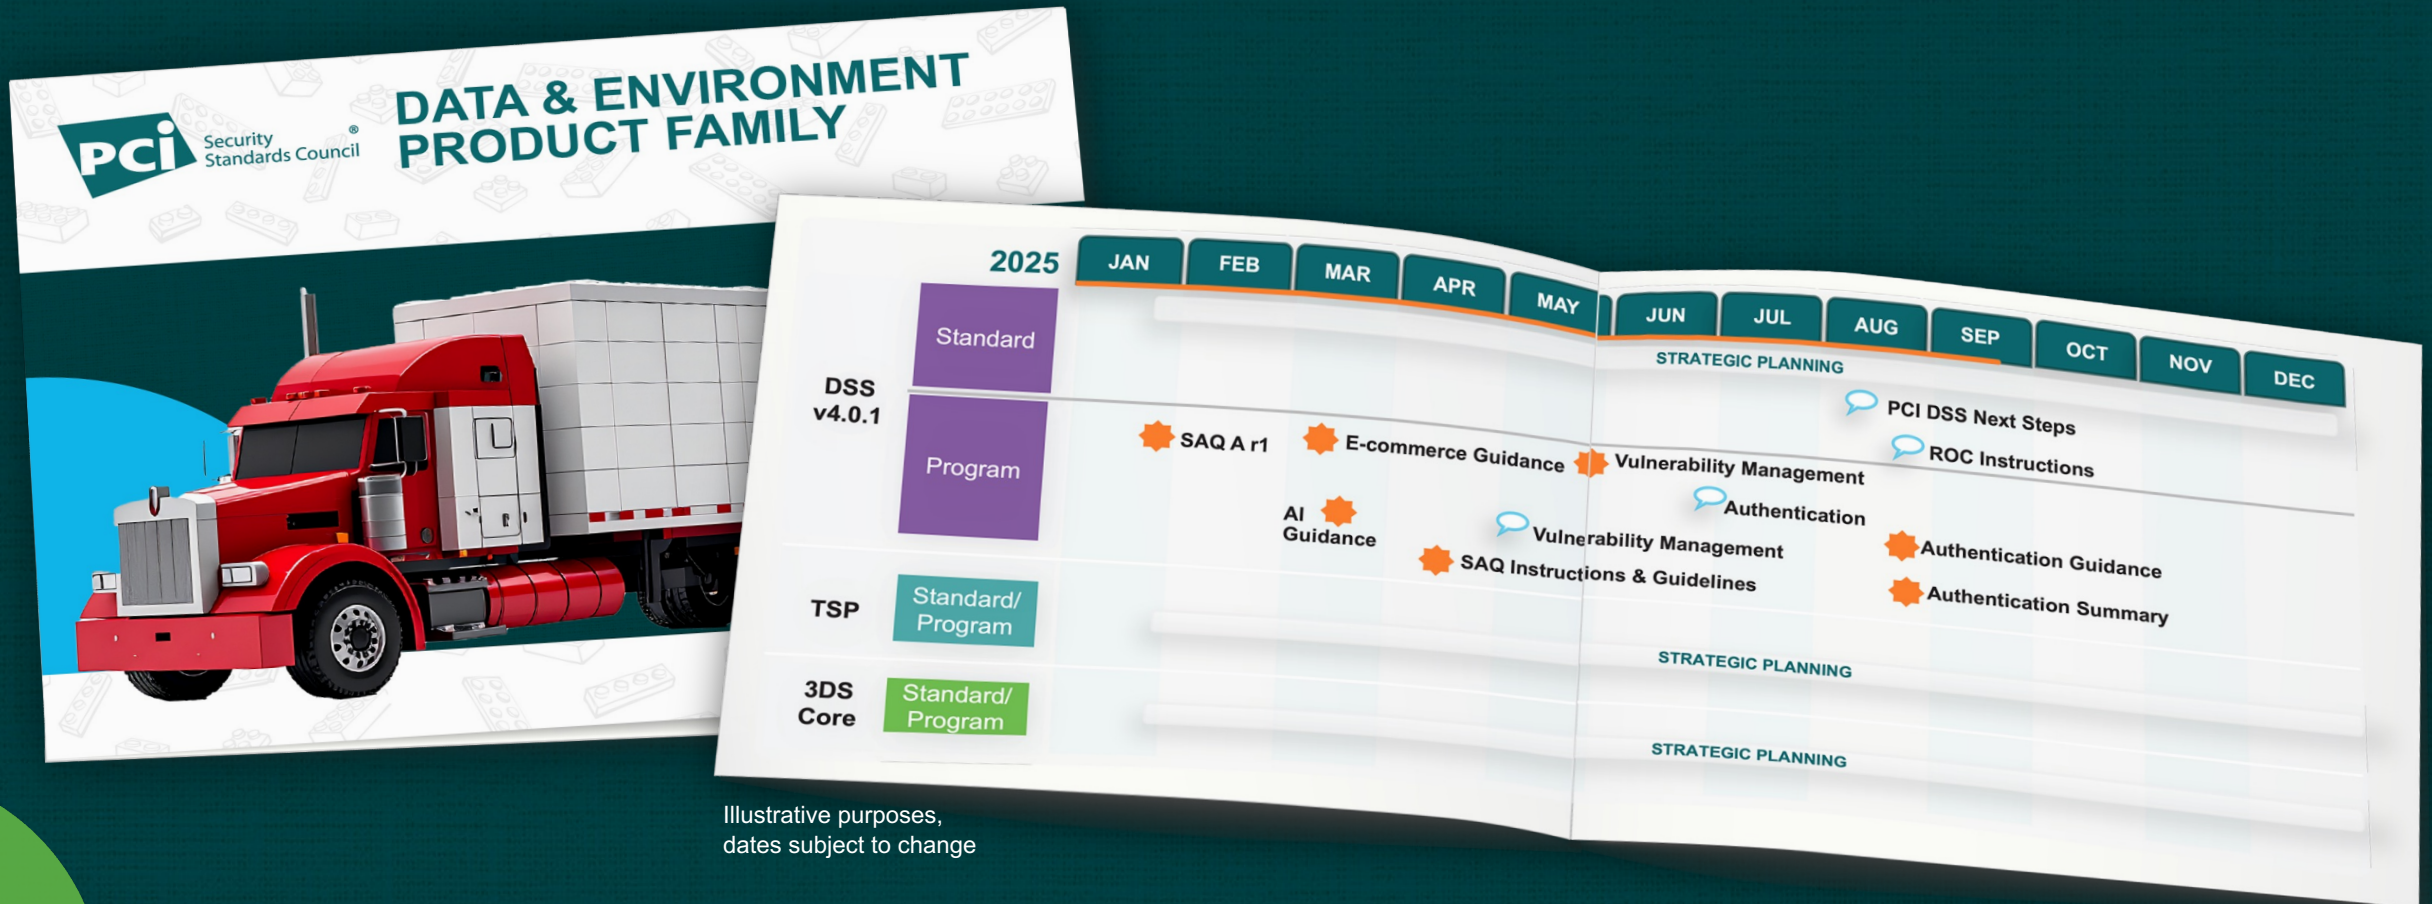 PCI Security
Standards Council ®
DATA & ENVIRONMENT
PRODUCT FAMILY
2025
JAN
FEB
MAR
APR
MAY
JUN
JUL
AUG
SEP
OCT
NOV
DEC
DSS
v4.0.1
Standard
STRATEGIC PLANNING
PCI DSS Next Steps
ROC Instructions
Program
SAQ A r1
E-commerce Guidance
Vulnerability Management
AI
Guidance
Authentication
Vulnerability Management
SAQ Instructions & Guidelines
Authentication Guidance
Authentication Summary
TSP
Standard/
Program
STRATEGIC PLANNING
3DS
Core
Standard/
Program
STRATEGIC PLANNING
Illustrative purposes,
dates subject to change